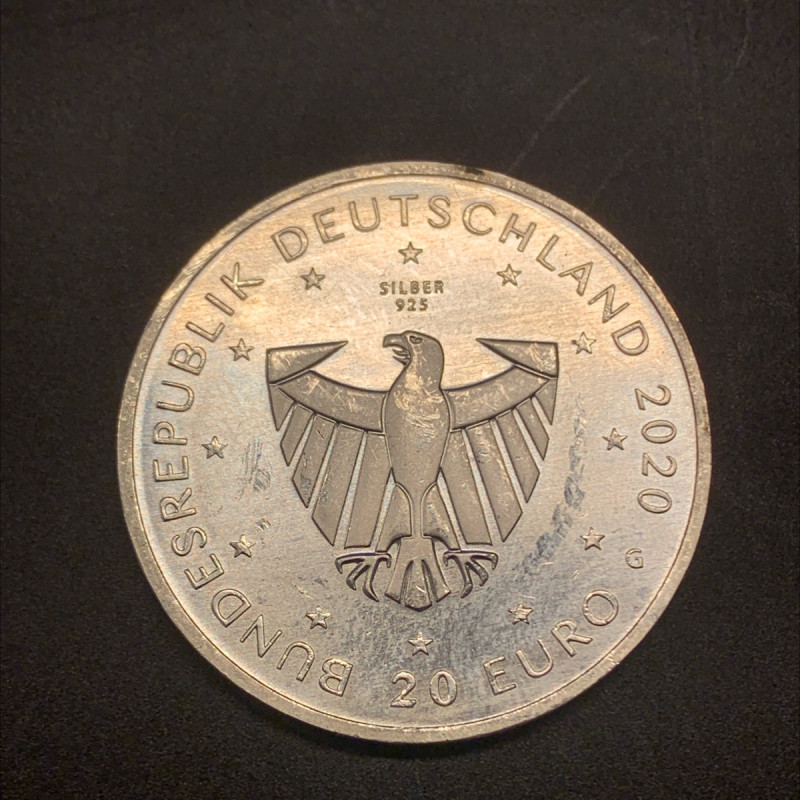 BUNDESREPUBLIK DEUTSCHLAND 2020
SILBER
925
G
20 EURO